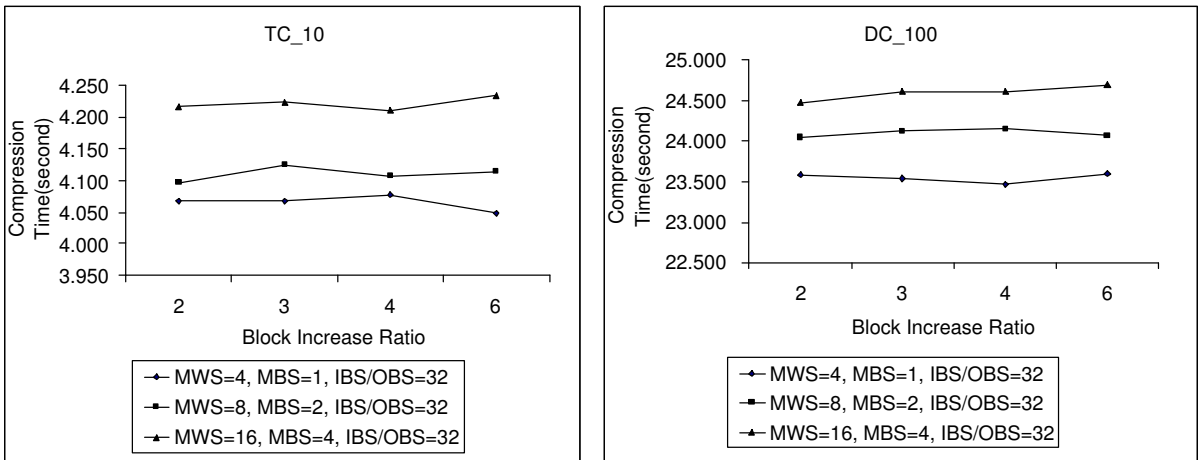 TC_10
Compression
Time(second)
4.250
4.200
4.150
4.100
4.050
4.000
3.950
2 3 4 6
Block Increase Ratio
MWS=4, MBS=1, IBS/OBS=32
MWS=8, MBS=2, IBS/OBS=32
MWS=16, MBS=4, IBS/OBS=32
DC_100
Compression
Time(second)
25.000
24.500
24.000
23.500
23.000
22.500
2 3 4 6
Block Increase Ratio
MWS=4, MBS=1, IBS/OBS=32
MWS=8, MBS=2, IBS/OBS=32
MWS=16, MBS=4, IBS/OBS=32